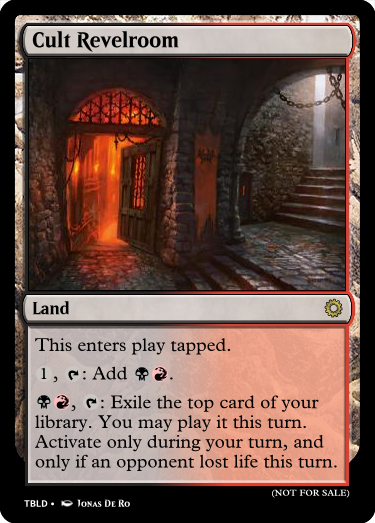 Cult Revelroom
Land
This enters play tapped.
1 , : Add .
, : Exile the top card of your
library. You may play it this turn.
Activate only during your turn, and
only if an opponent lost life this turn.
(NOT FOR SALE)
TBLD • Jonas De Ro